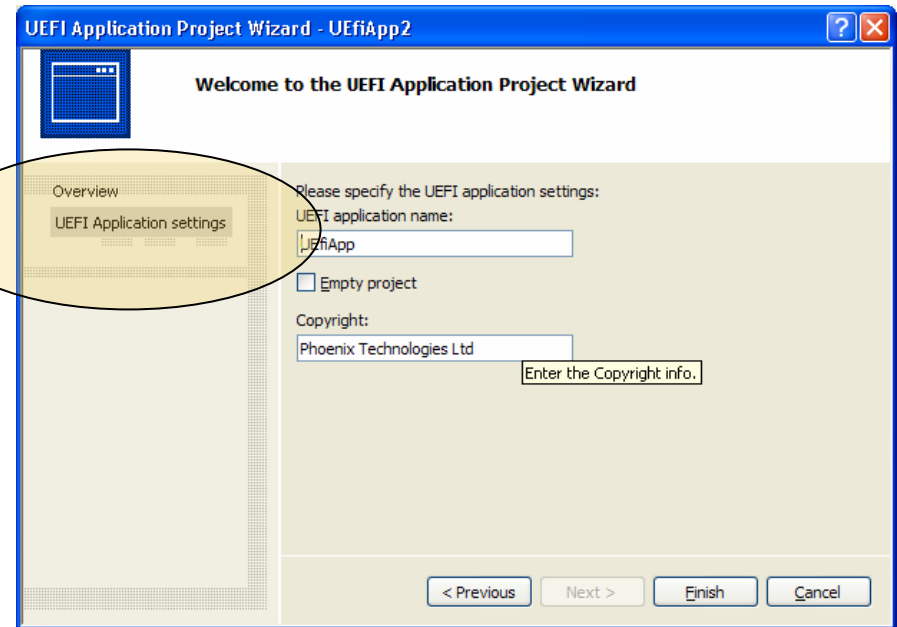 UEFI Application Project Wizard - UEfiApp2
Welcome to the UEFI Application Project Wizard
Overview
UEFI Application settings
Please specify the UEFI application settings:
UEFI application name:
UEfiApp
Empty project
Copyright:
Phoenix Technologies Ltd
Enter the Copyright info.
< Previous
Next >
Finish
Cancel